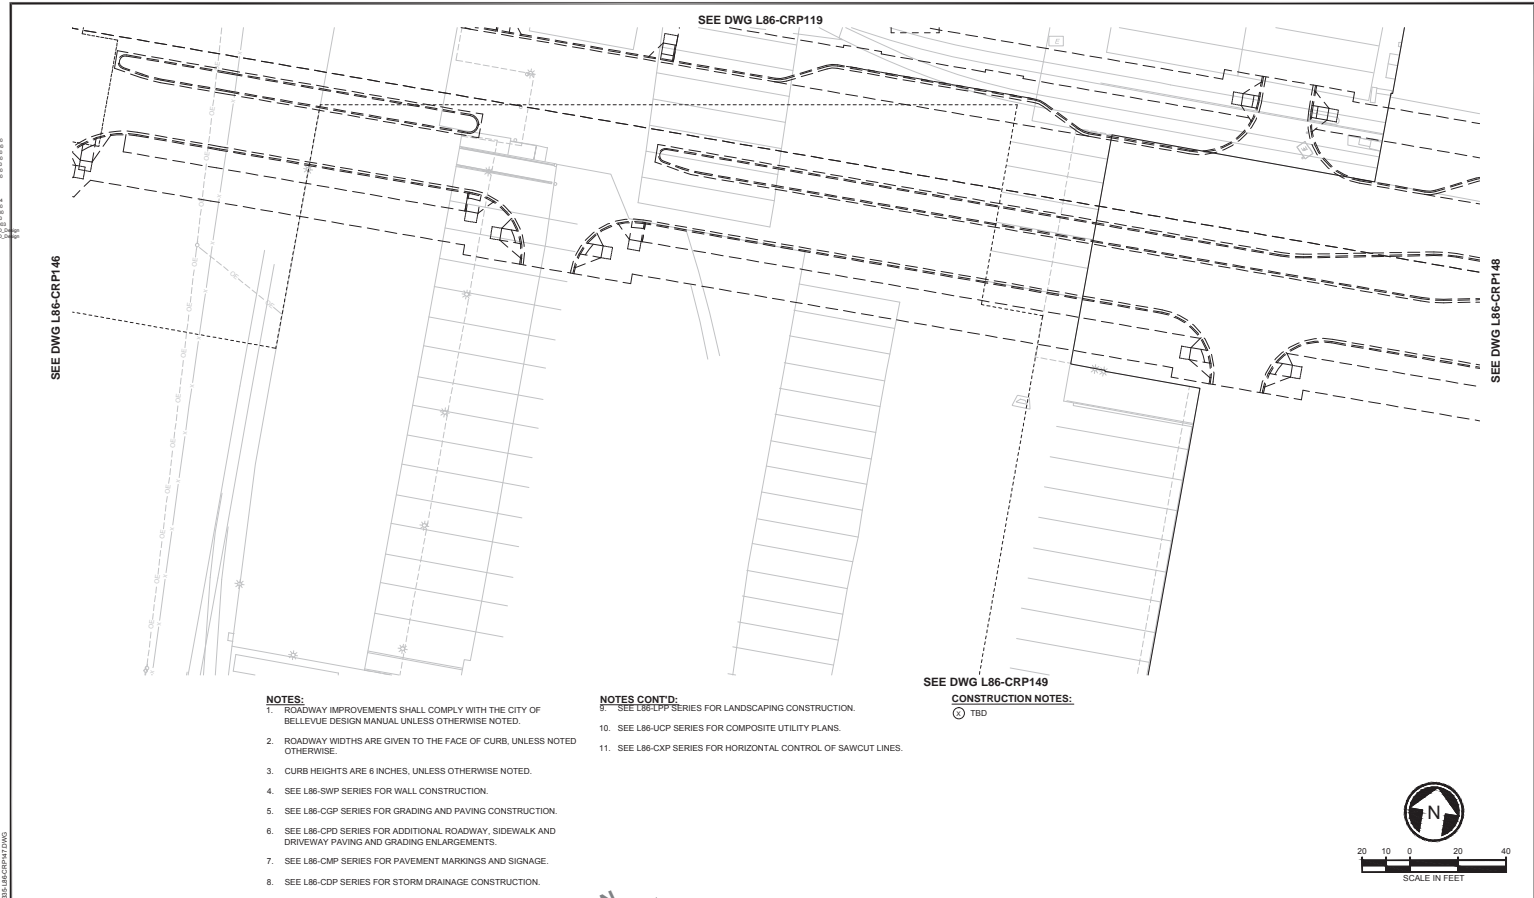 SEE DWG L86-CRP119
SEE DWG L86-CRP146
SEE DWG L86-CRP148
SEE DWG L86-CRP149
NOTES:
1. ROADWAY IMPROVEMENTS SHALL COMPLY WITH THE CITY OF
BELLEVUE DESIGN MANUAL UNLESS OTHERWISE NOTED.
2. ROADWAY WIDTHS ARE GIVEN TO THE FACE OF CURB, UNLESS NOTED
OTHERWISE.
3. CURB HEIGHTS ARE 6 INCHES, UNLESS OTHERWISE NOTED.
4. SEE L86-SWP SERIES FOR WALL CONSTRUCTION.
5. SEE L86-CGP SERIES FOR GRADING AND PAVING CONSTRUCTION.
6. SEE L86-CPD SERIES FOR ADDITIONAL ROADWAY, SIDEWALK AND
DRIVEWAY PAVING AND GRADING ENLARGEMENTS.
7. SEE L86-CMP SERIES FOR PAVEMENT MARKINGS AND SIGNAGE.
8. SEE L86-CDP SERIES FOR STORM DRAINAGE CONSTRUCTION.
NOTES CONT'D:
9. SEE L86-LPP SERIES FOR LANDSCAPING CONSTRUCTION.
10. SEE L86-UCP SERIES FOR COMPOSITE UTILITY PLANS.
11. SEE L86-CXP SERIES FOR HORIZONTAL CONTROL OF SAWCUT LINES.
CONSTRUCTION NOTES:
X TBD
N
20 10 0 20 40
SCALE IN FEET